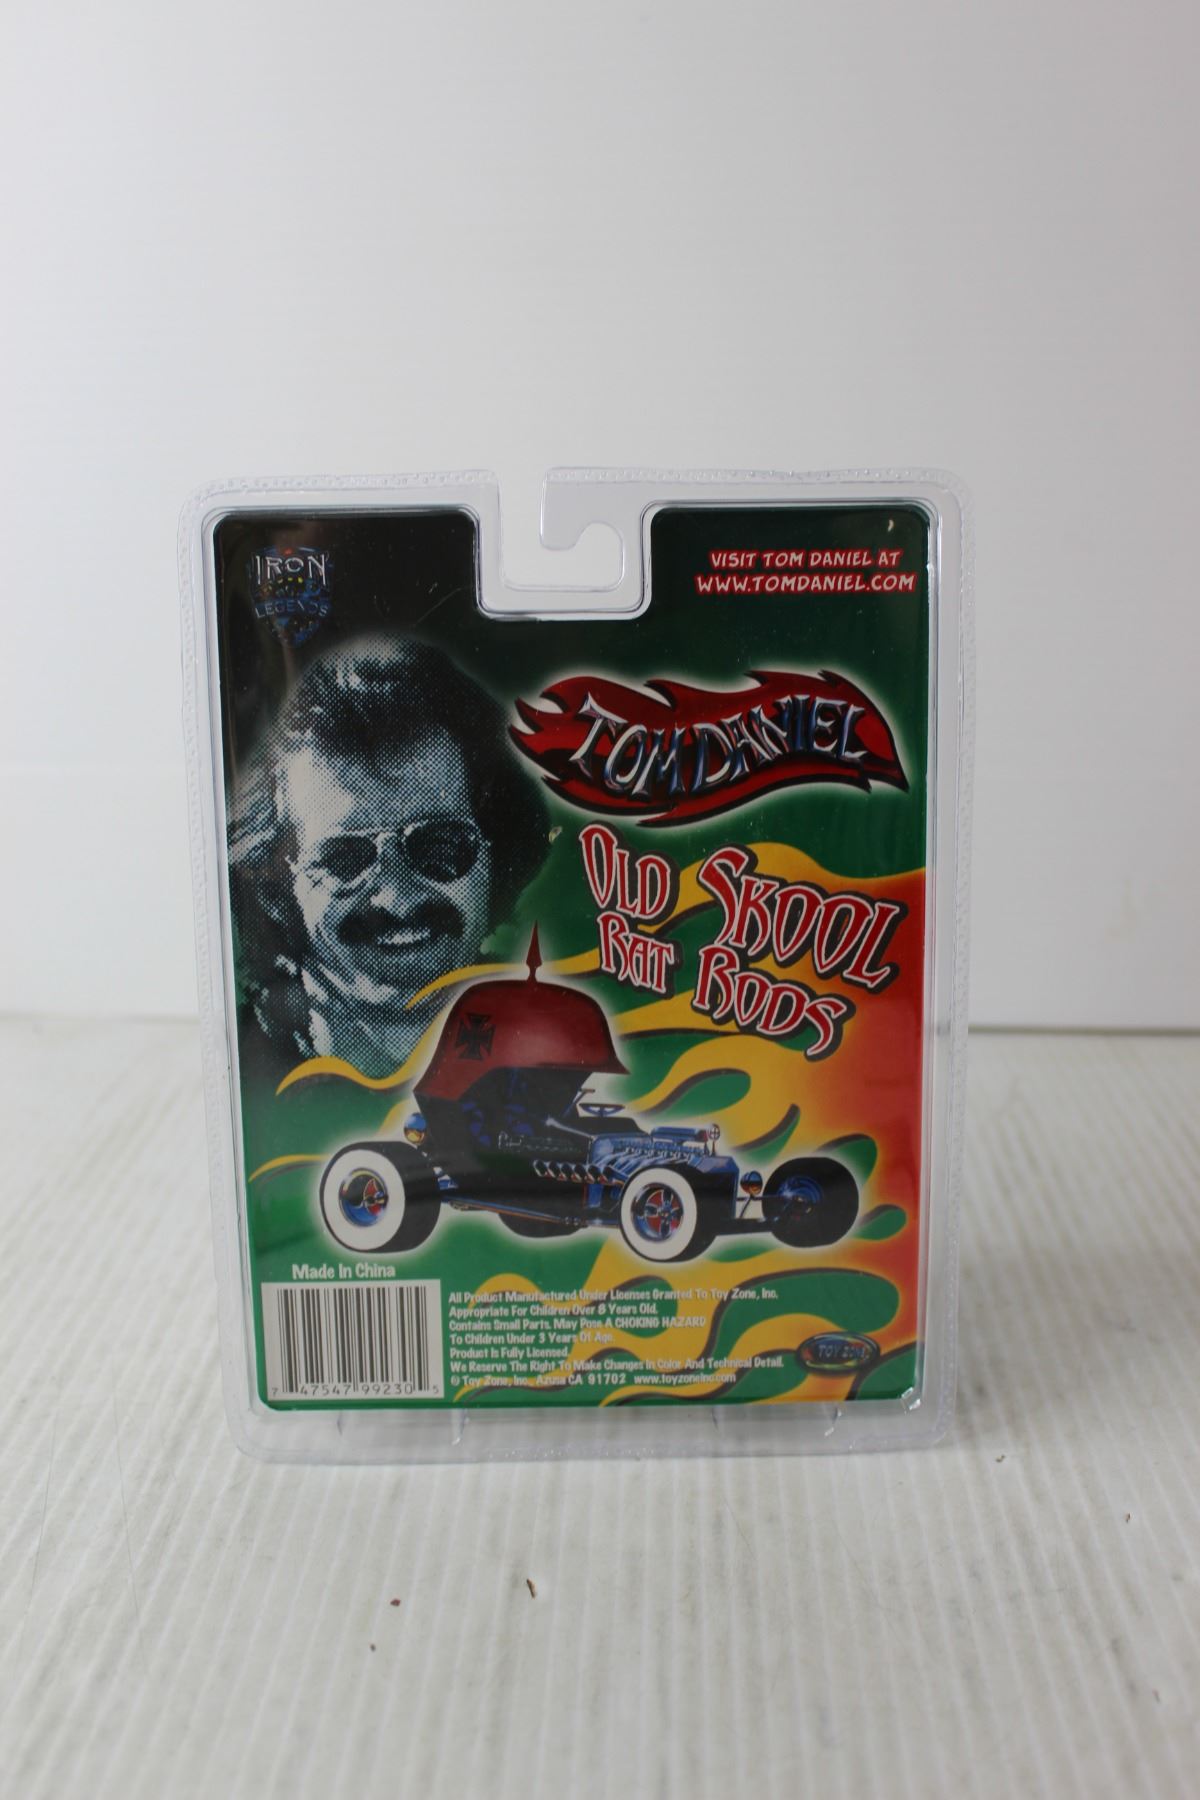 IRON
LEGENDS
VISIT TOM DANIEL AT
WWW.TOMDANIEL.COM
TOM DANIEL
OLD SKOOL
RAT RODS
Made In China
7 47547 99230 5
All Product Manufactured Under Licenses Granted To Toy Zone, Inc.
Appropriate For Children Over 8 Years Old.
Contains Small Parts. May Pose A CHOKING HAZARD
To Children Under 3 Years Of Age.
Product Is Fully Licensed.
We Reserve The Right To Make Changes In Color And Technical Detail.
© Toy Zone, Inc., Azusa CA 91702 www.toyzoneinc.com
TOY ZONE